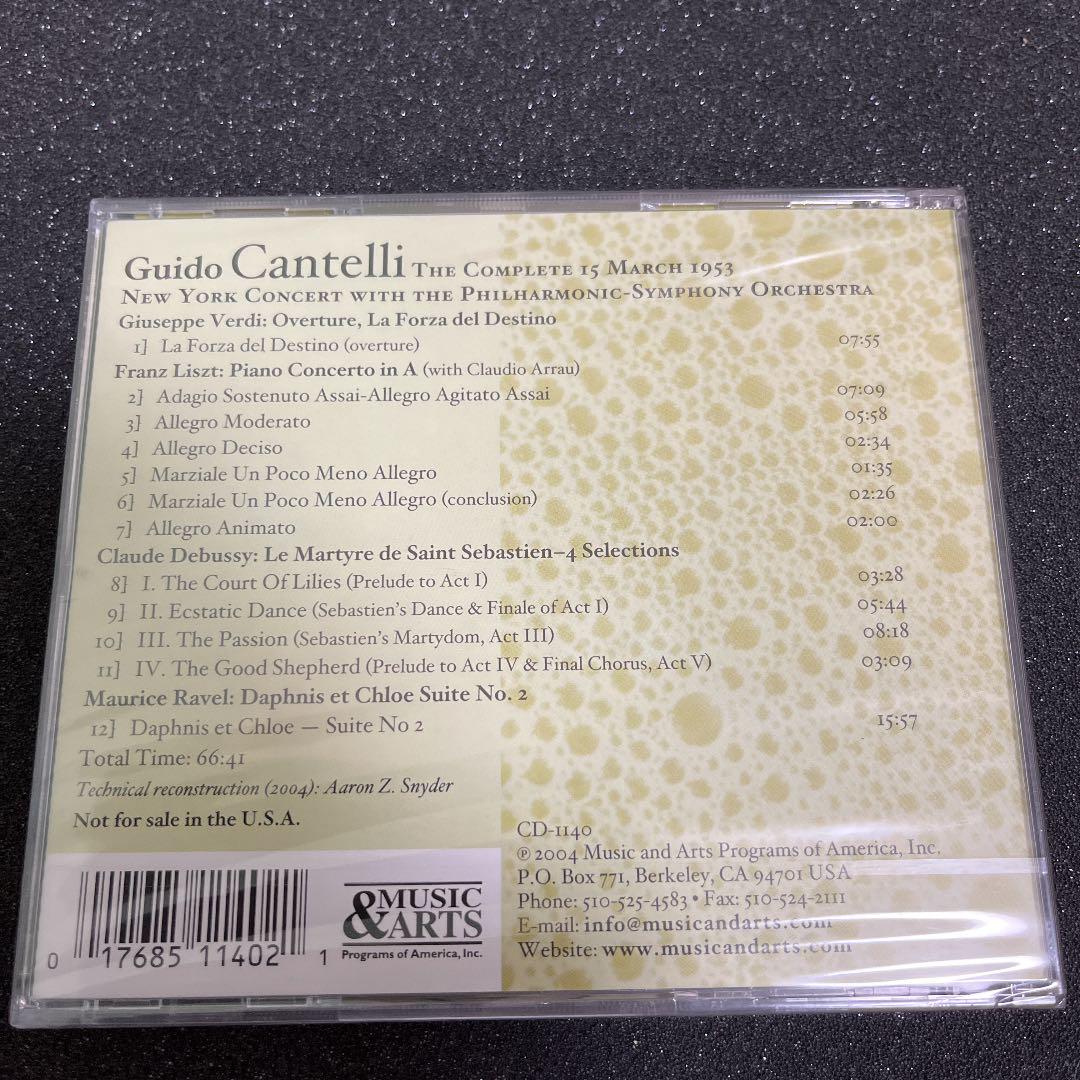 Guido Cantelli The Complete 15 March 1953
New York Concert with the Philharmonic-Symphony Orchestra
Giuseppe Verdi: Overture, La Forza del Destino
1] La Forza del Destino (overture) 07:55
Franz Liszt: Piano Concerto in A (with Claudio Arrau)
2] Adagio Sostenuto Assai-Allegro Agitato Assai 07:09
3] Allegro Moderato 05:58
4] Allegro Deciso 02:34
5] Marziale Un Poco Meno Allegro 01:35
6] Marziale Un Poco Meno Allegro (conclusion) 02:26
7] Allegro Animato 02:00
Claude Debussy: Le Martyre de Saint Sebastien–4 Selections
8] I. The Court Of Lilies (Prelude to Act I) 03:28
9] II. Ecstatic Dance (Sebastien's Dance & Finale of Act I) 05:44
10] III. The Passion (Sebastien's Martydom, Act III) 08:18
11] IV. The Good Shepherd (Prelude to Act IV & Final Chorus, Act V) 03:09
Maurice Ravel: Daphnis et Chloe Suite No. 2
12] Daphnis et Chloe — Suite No 2 15:57
Total Time: 66:41
Technical reconstruction (2004): Aaron Z. Snyder
Not for sale in the U.S.A.
CD-1140
℗ 2004 Music and Arts Programs of America, Inc.
P.O. Box 771, Berkeley, CA 94701 USA
Phone: 510-525-4583 • Fax: 510-524-2111
E-mail: info@musicandarts.com
Website: www.musicandarts.com
MUSIC
&ARTS
Programs of America, Inc.
0 17685 11402 1